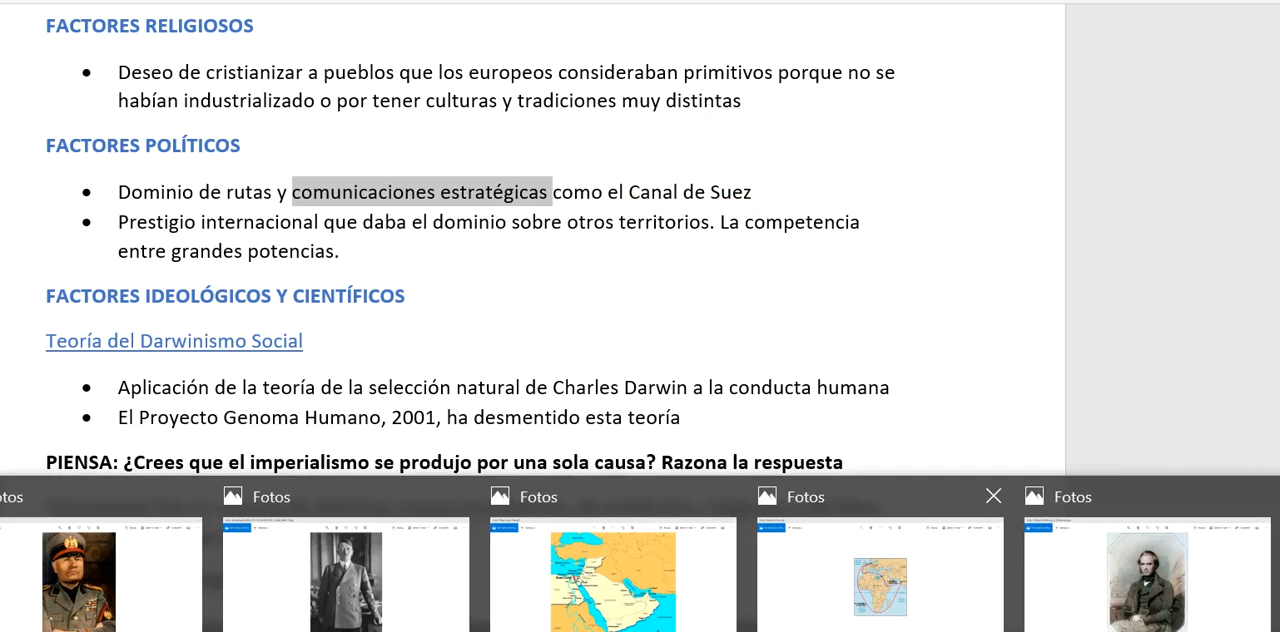 FACTORES RELIGIOSOS
• Deseo de cristianizar a pueblos que los europeos consideraban primitivos porque no se
habían industrializado o por tener culturas y tradiciones muy distintas
FACTORES POLÍTICOS
• Dominio de rutas y comunicaciones estratégicas como el Canal de Suez
• Prestigio internacional que daba el dominio sobre otros territorios. La competencia
entre grandes potencias.
FACTORES IDEOLÓGICOS Y CIENTÍFICOS
Teoría del Darwinismo Social
• Aplicación de la teoría de la selección natural de Charles Darwin a la conducta humana
• El Proyecto Genoma Humano, 2001, ha desmentido esta teoría
PIENSA: ¿Crees que el imperialismo se produjo por una sola causa? Razona la respuesta
otos Fotos Fotos Fotos Fotos